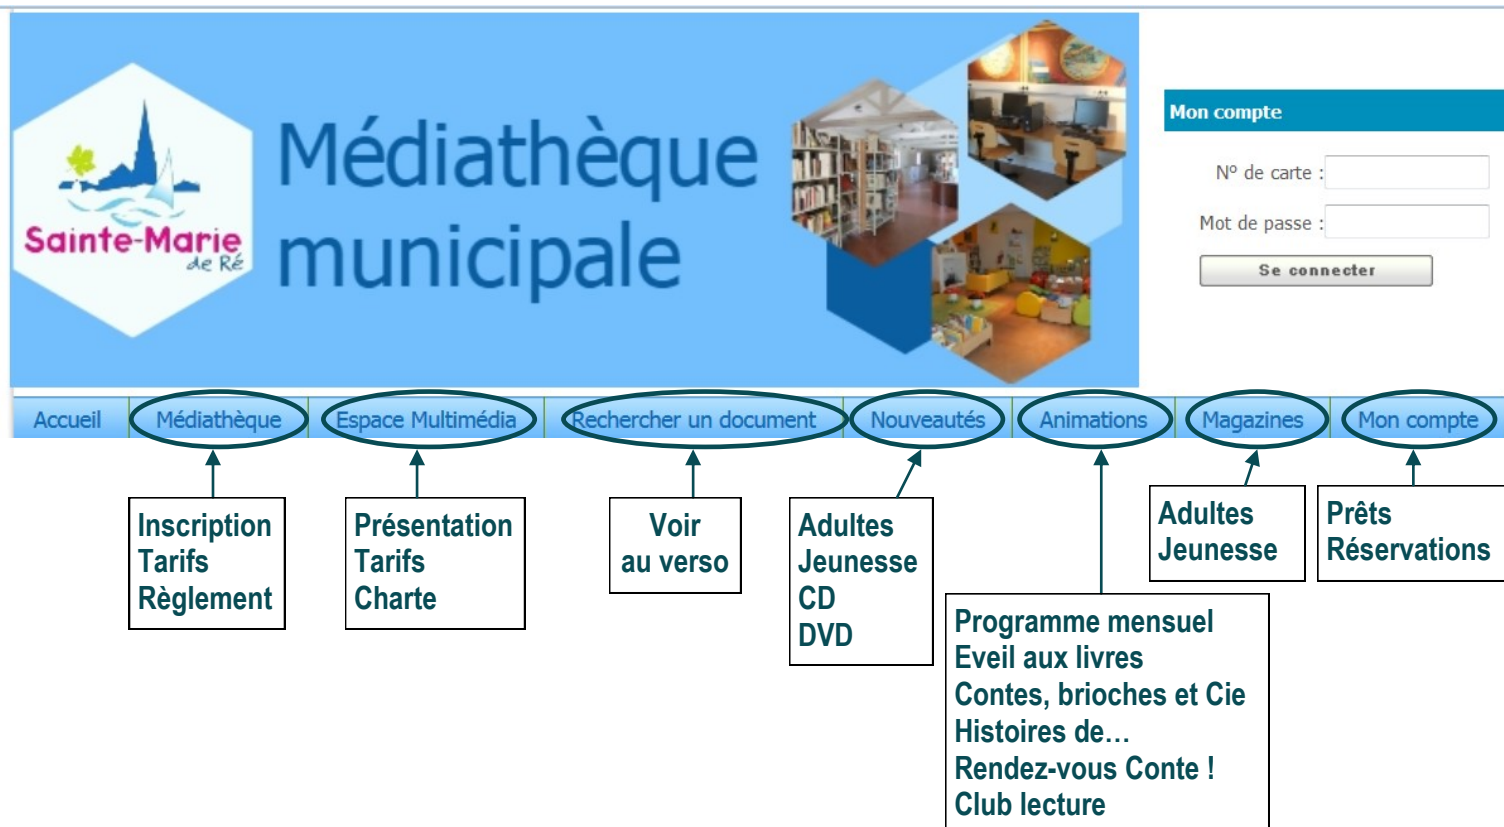 Sainte-Marie
de Ré
Médiathèque
municipale
Mon compte
N° de carte :
Mot de passe :
Se connecter
Accueil Médiathèque Espace Multimédia Rechercher un document Nouveautés Animations Magazines Mon compte
Inscription
Tarifs
Règlement
Présentation
Tarifs
Charte
Voir
au verso
Adultes
Jeunesse
CD
DVD
Programme mensuel
Eveil aux livres
Contes, brioches et Cie
Histoires de…
Rendez-vous Conte !
Club lecture
Adultes
Jeunesse
Prêts
Réservations